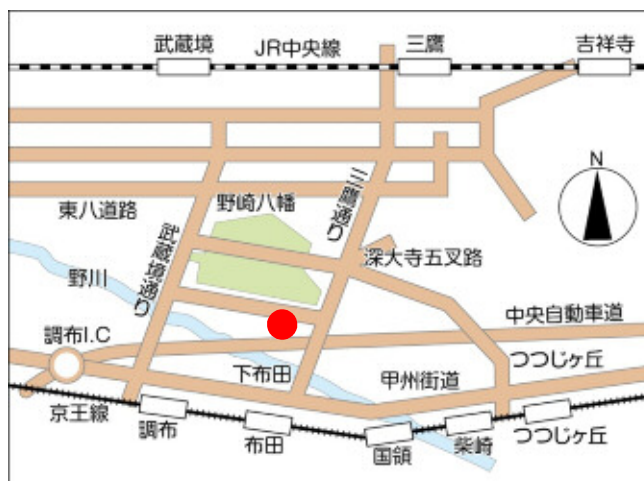 武蔵境
JR中央線
三鷹
吉祥寺
N
東八道路
野崎八幡
三鷹通り
武蔵境通り
深大寺五叉路
野川
中央自動車道
調布I.C
つつじヶ丘
下布田
甲州街道
京王線
調布
布田
国領
柴崎
つつじヶ丘